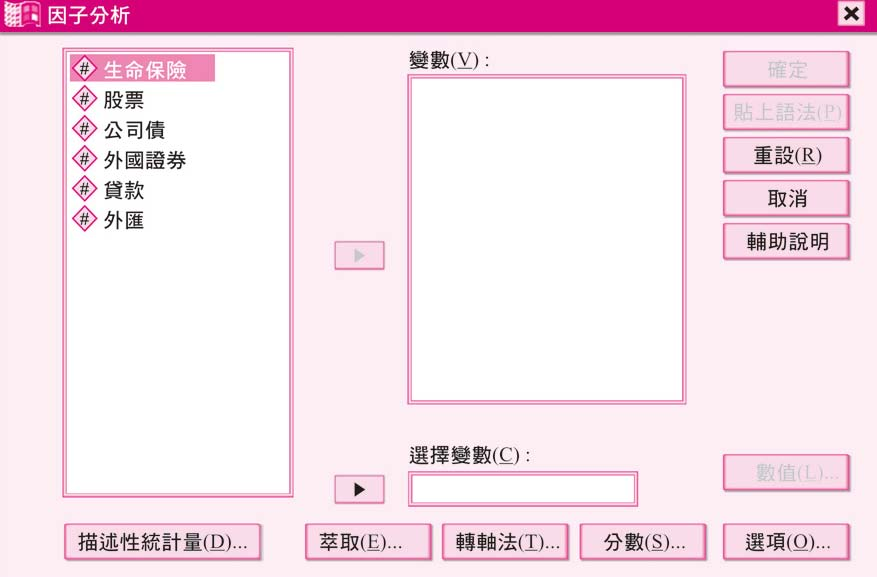 因子分析
生命保險
股票
公司債
外國證券
貸款
外匯
變數(V) :
選擇變數(C) :
確定
貼上語法(P)
重設(R)
取消
輔助說明
數值(L)...
描述性統計量(D)...
萃取(E)...
轉軸法(T)...
分數(S)...
選項(O)...